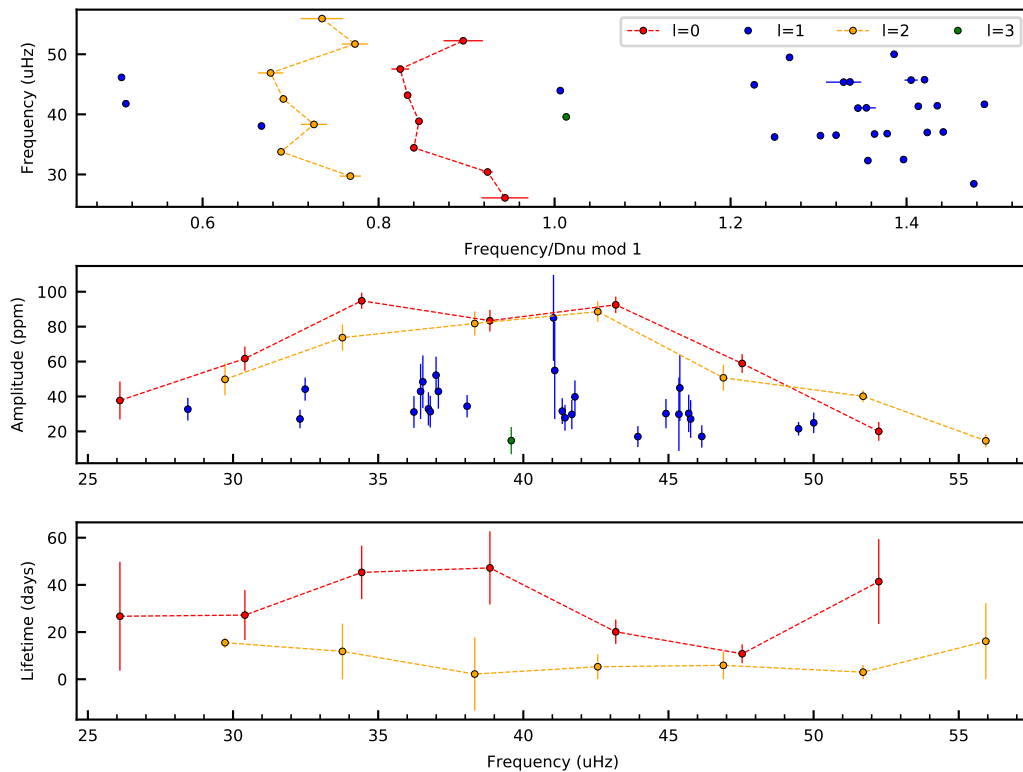 l=0 l=1 l=2 l=3
50
40
30
Frequency (uHz)
0.6 0.8 1.0 1.2 1.4
Frequency/Dnu mod 1
100
80
60
40
20
Amplitude (ppm)
25 30 35 40 45 50 55
60
40
20
0
Lifetime (days)
25 30 35 40 45 50 55
Frequency (uHz)